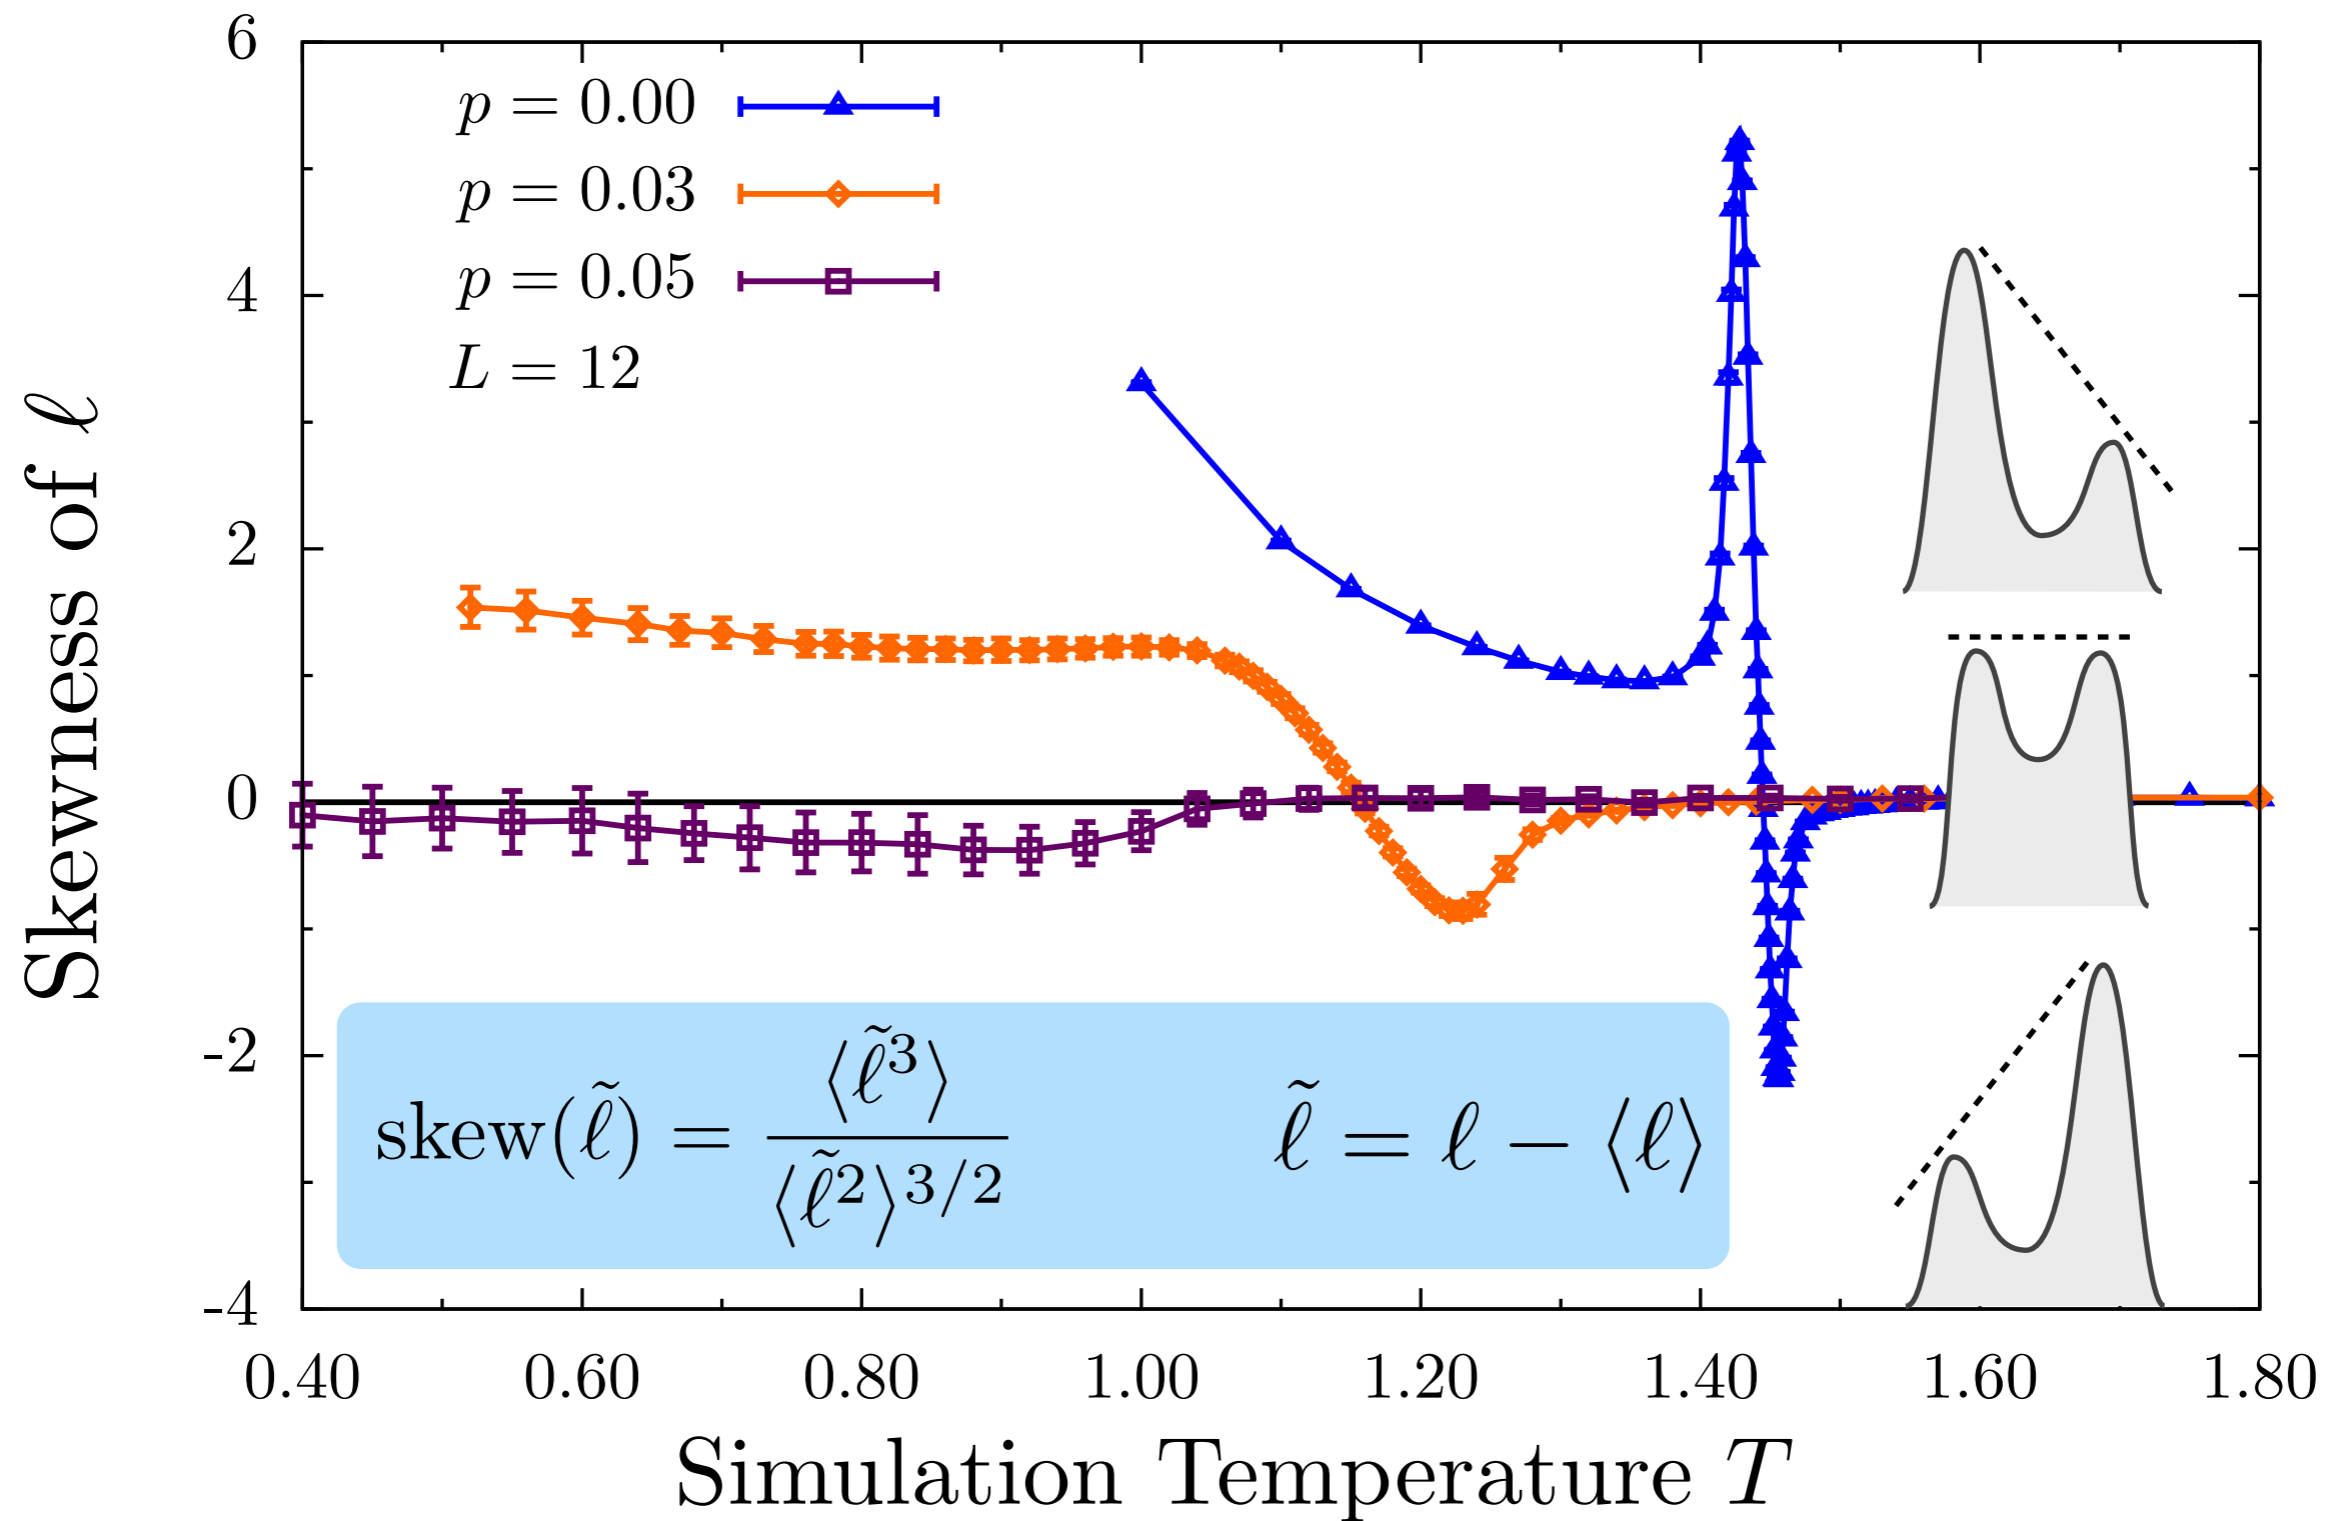 6
4
2
0
-2
-4
Skewness of ℓ
p = 0.00
p = 0.03
p = 0.05
L = 12
skew(ℓ̃) = ⟨ℓ̃³⟩ / ⟨ℓ̃²⟩^{3/2}    ℓ̃ = ℓ − ⟨ℓ⟩
0.40 0.60 0.80 1.00 1.20 1.40 1.60 1.80
Simulation Temperature T